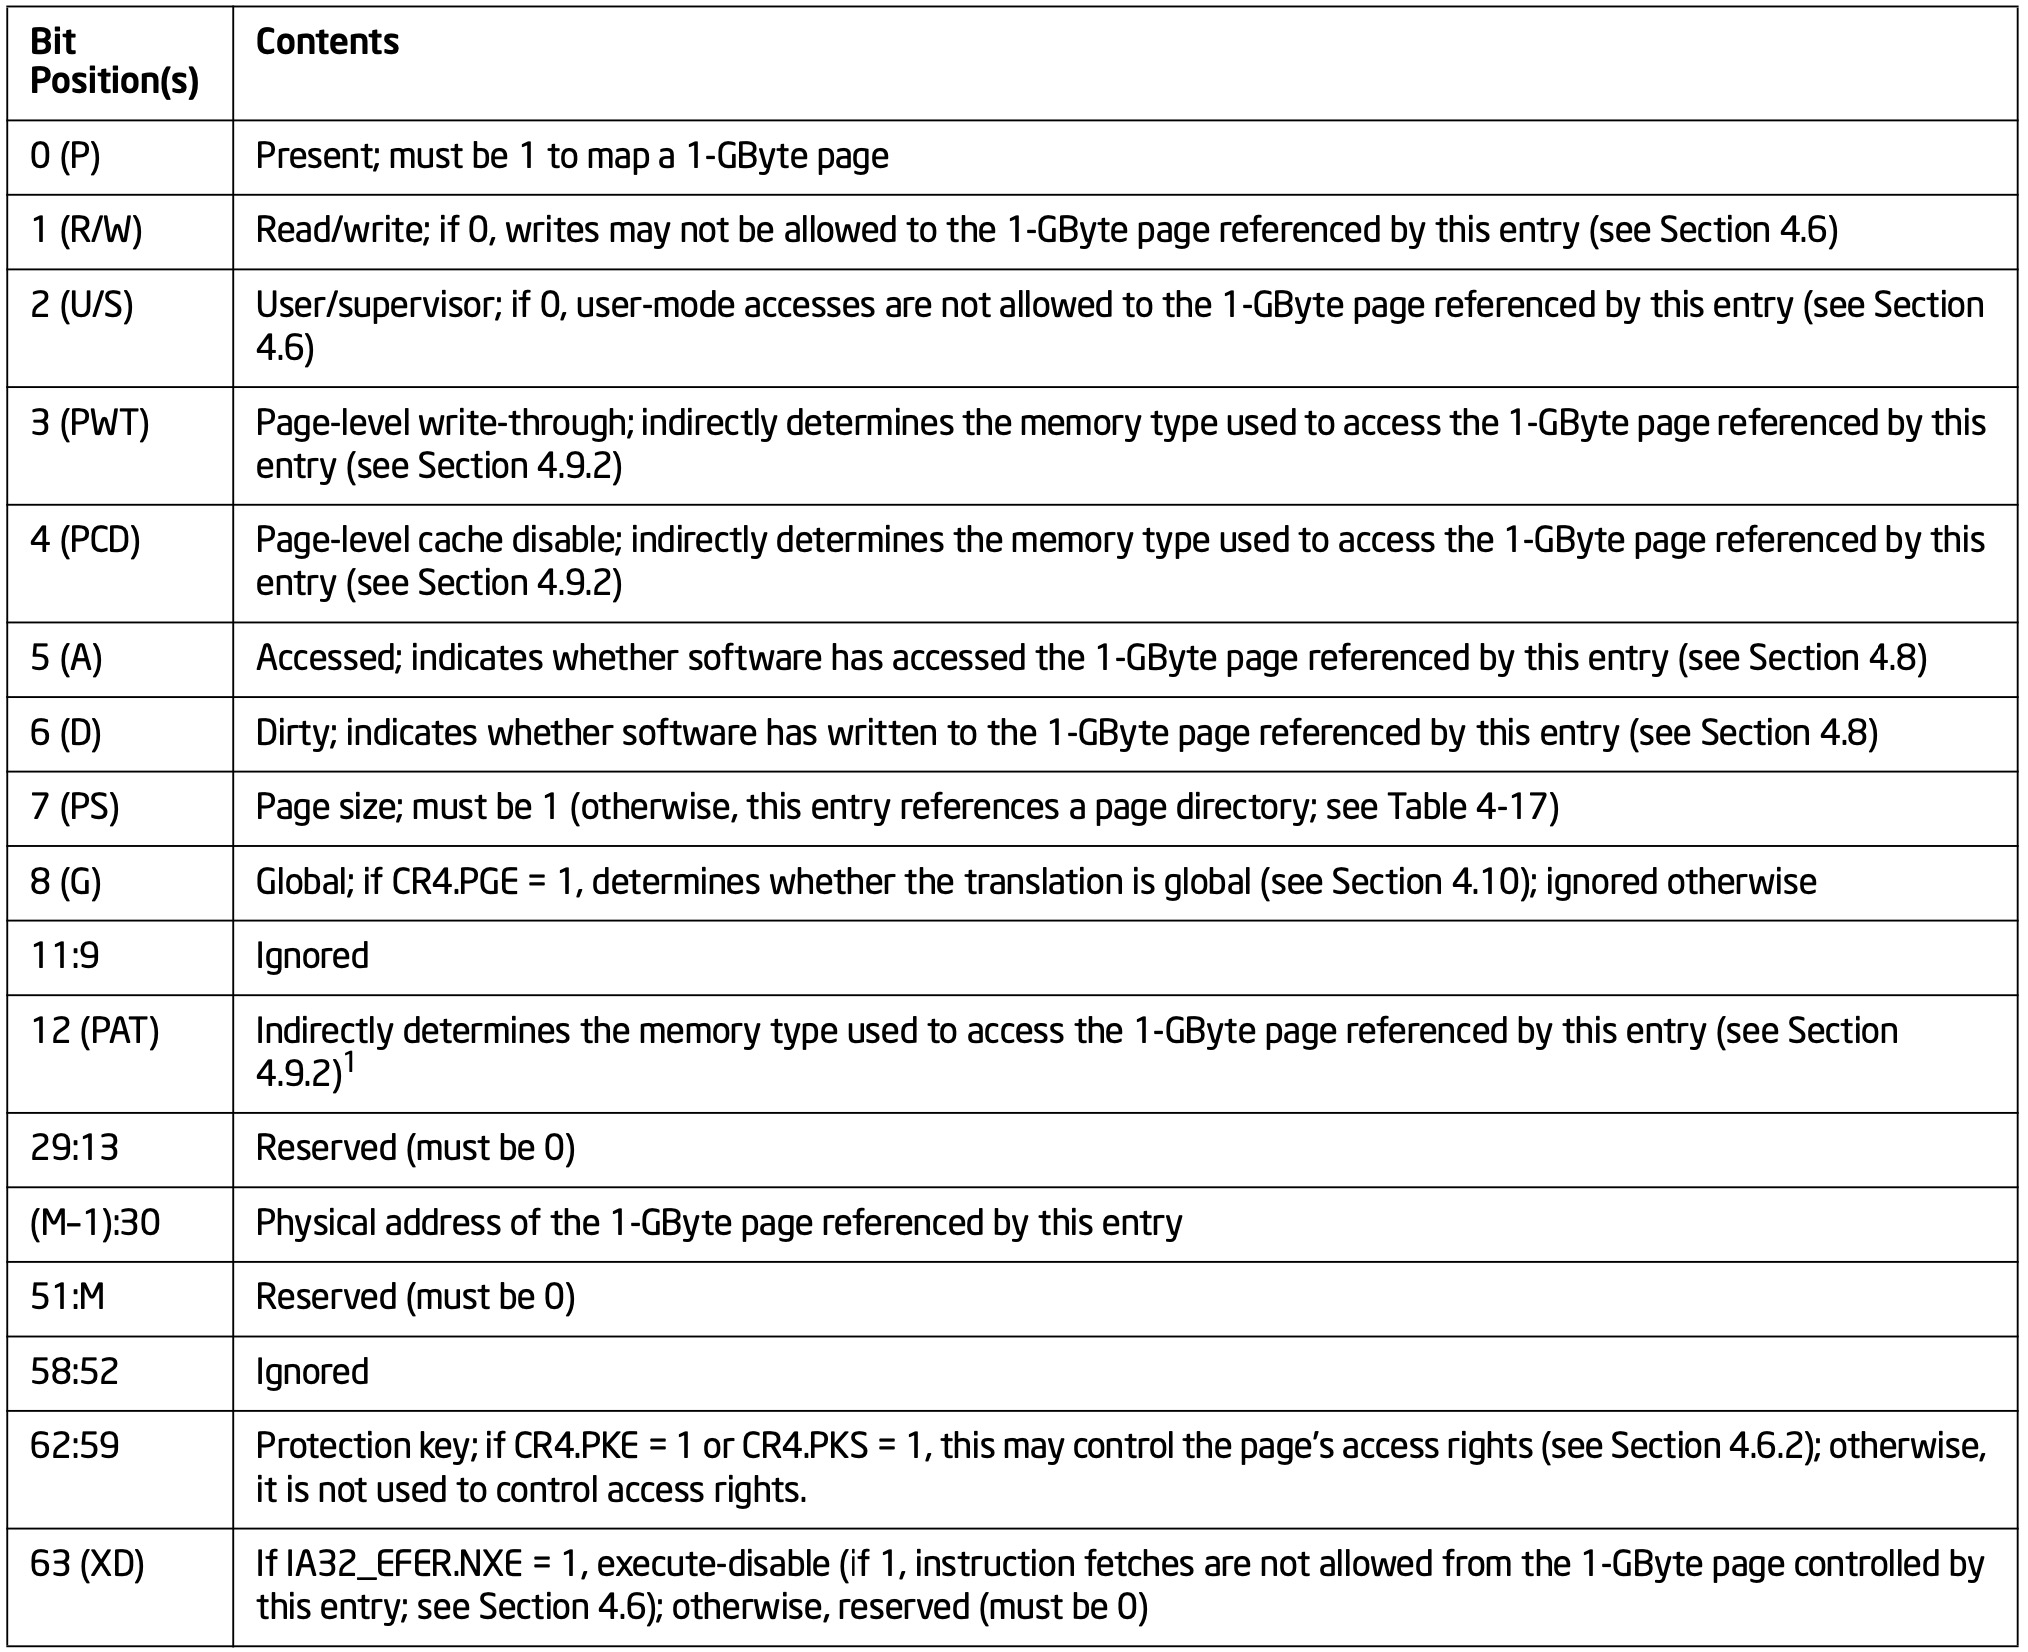 Bit
Position(s)
Contents
0 (P)
Present; must be 1 to map a 1-GByte page
1 (R/W)
Read/write; if 0, writes may not be allowed to the 1-GByte page referenced by this entry (see Section 4.6)
2 (U/S)
User/supervisor; if 0, user-mode accesses are not allowed to the 1-GByte page referenced by this entry (see Section
4.6)
3 (PWT)
Page-level write-through; indirectly determines the memory type used to access the 1-GByte page referenced by this
entry (see Section 4.9.2)
4 (PCD)
Page-level cache disable; indirectly determines the memory type used to access the 1-GByte page referenced by this
entry (see Section 4.9.2)
5 (A)
Accessed; indicates whether software has accessed the 1-GByte page referenced by this entry (see Section 4.8)
6 (D)
Dirty; indicates whether software has written to the 1-GByte page referenced by this entry (see Section 4.8)
7 (PS)
Page size; must be 1 (otherwise, this entry references a page directory; see Table 4-17)
8 (G)
Global; if CR4.PGE = 1, determines whether the translation is global (see Section 4.10); ignored otherwise
11:9
Ignored
12 (PAT)
Indirectly determines the memory type used to access the 1-GByte page referenced by this entry (see Section
4.9.2)1
29:13
Reserved (must be 0)
(M–1):30
Physical address of the 1-GByte page referenced by this entry
51:M
Reserved (must be 0)
58:52
Ignored
62:59
Protection key; if CR4.PKE = 1 or CR4.PKS = 1, this may control the page's access rights (see Section 4.6.2); otherwise,
it is not used to control access rights.
63 (XD)
If IA32_EFER.NXE = 1, execute-disable (if 1, instruction fetches are not allowed from the 1-GByte page controlled by
this entry; see Section 4.6); otherwise, reserved (must be 0)